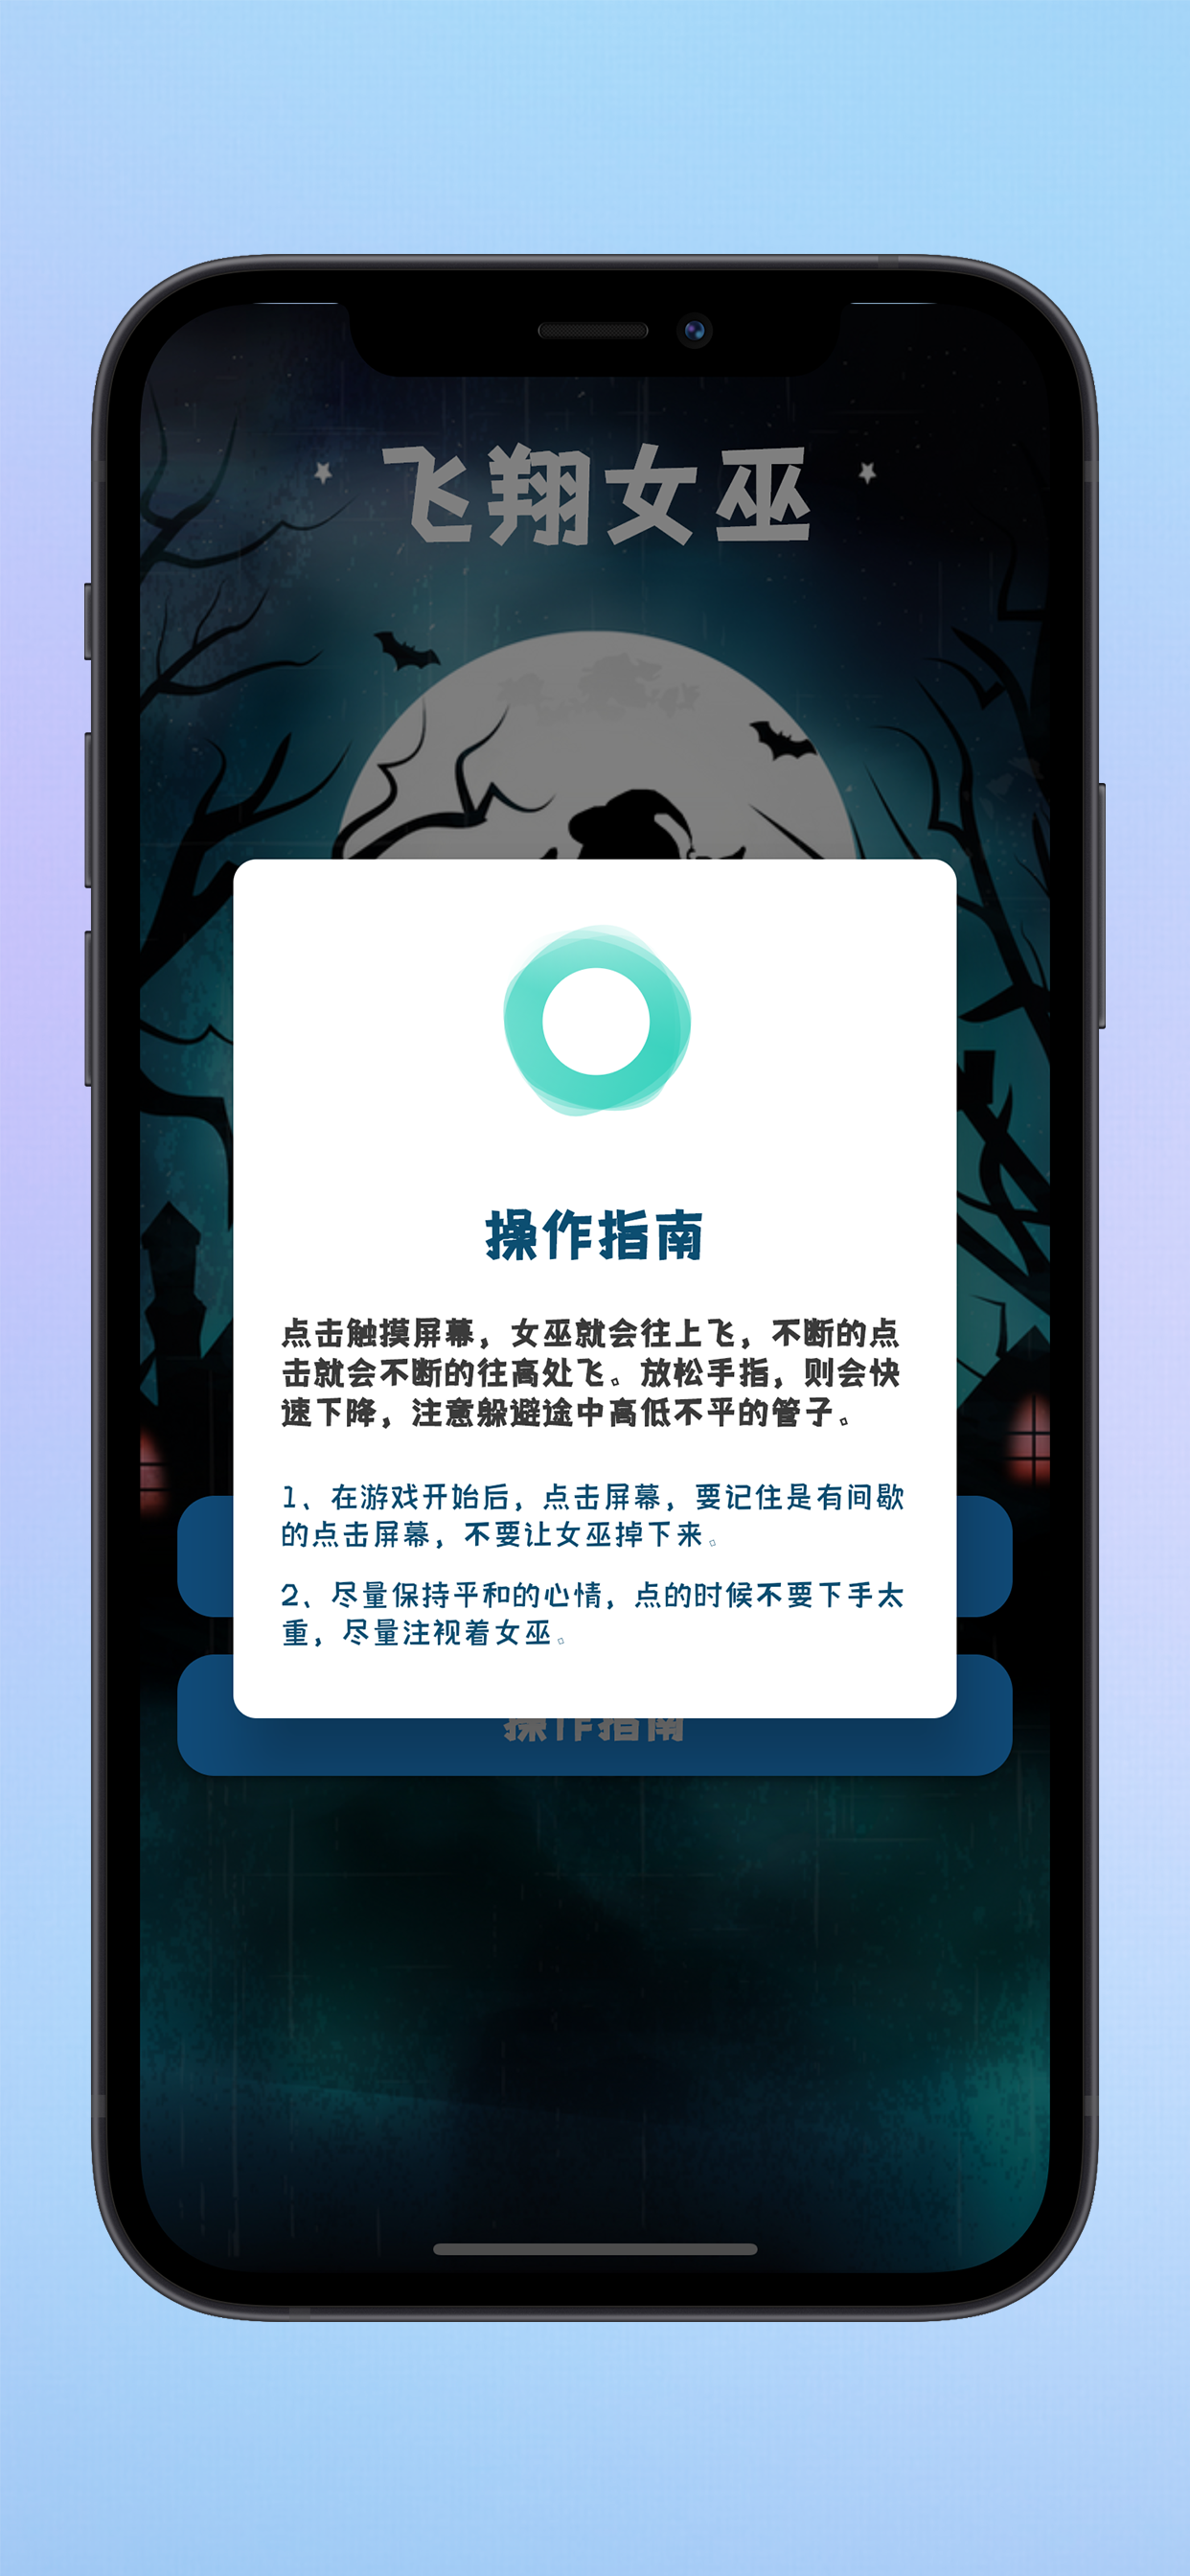 飞翔女巫
操作指南
点击触摸屏幕，女巫就会往上飞，不断的点
击就会不断的往高处飞。放松手指，则会快
速下降，注意躲避途中高低不平的管子。
1、在游戏开始后，点击屏幕，要记住是有间歇
的点击屏幕，不要让女巫掉下来。
2、尽量保持平和的心情，点的时候不要下手太
重，尽量注视着女巫。
操作指南